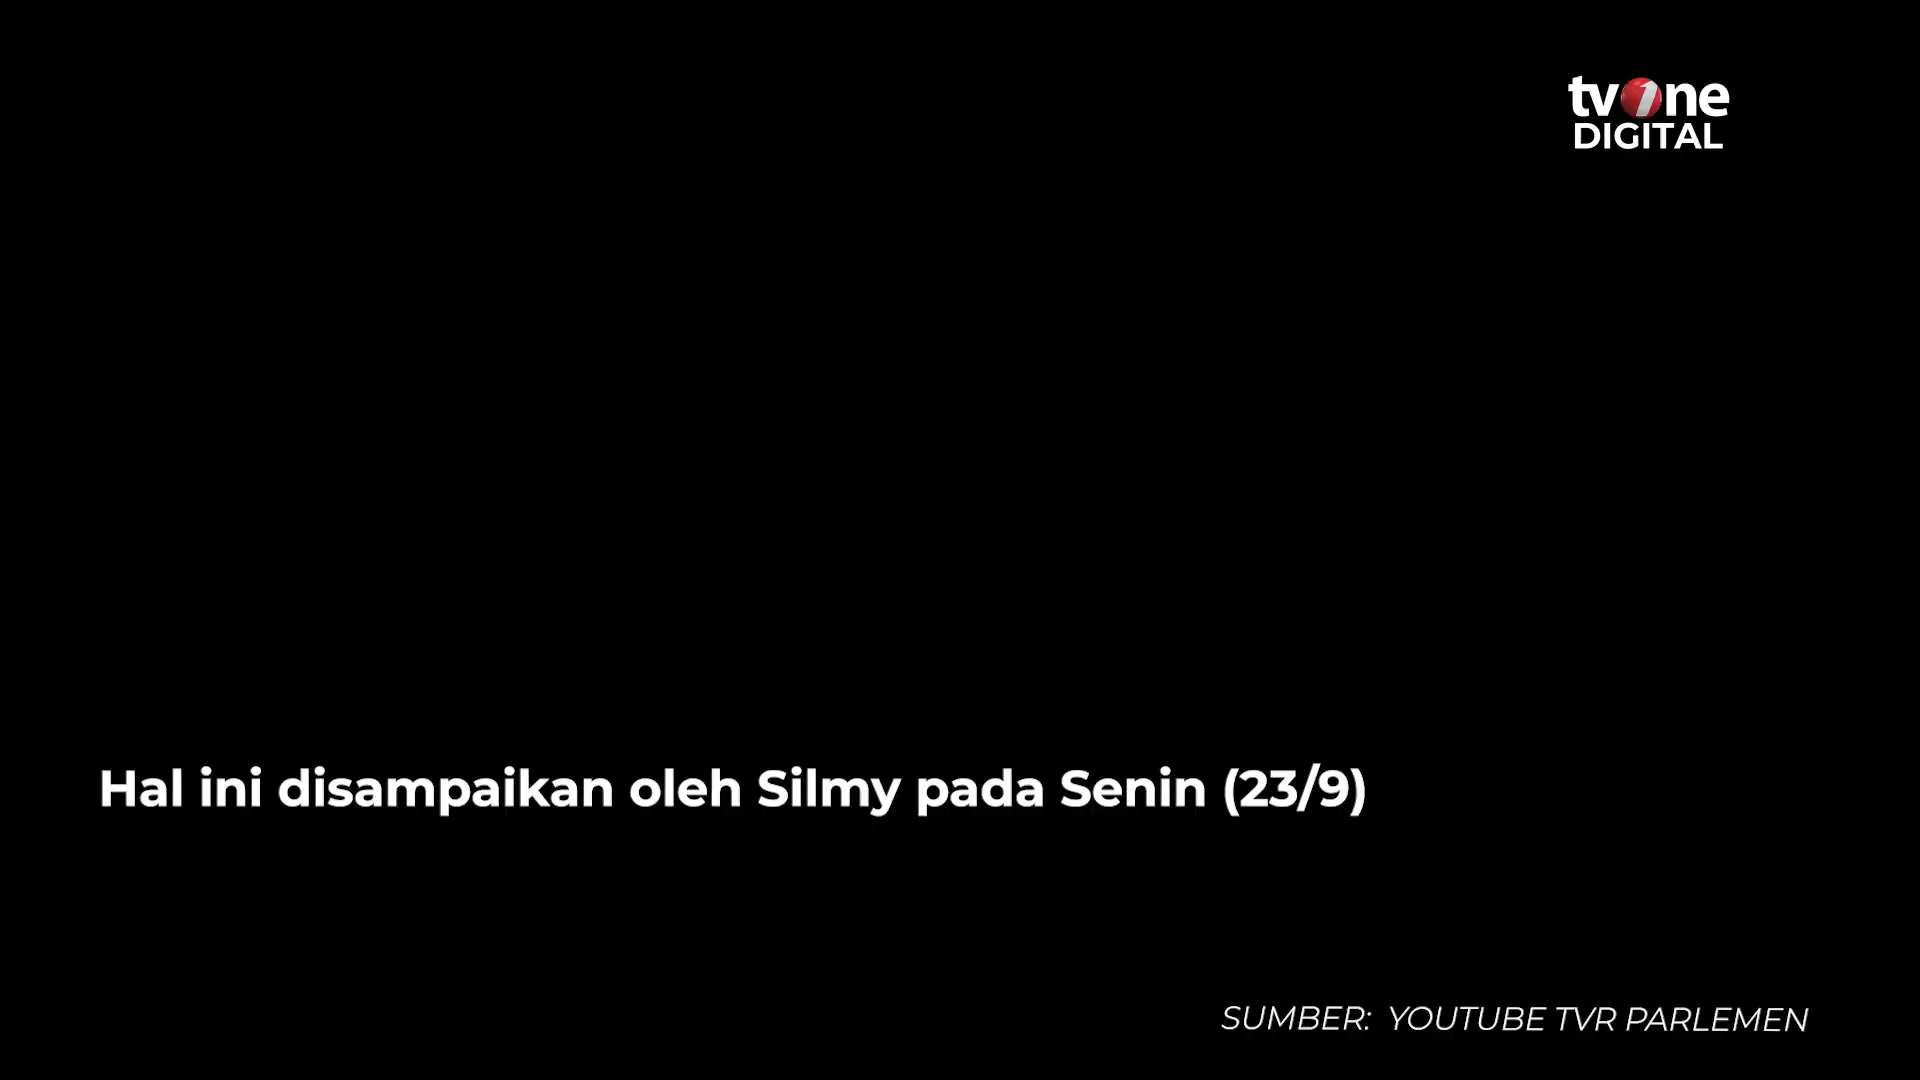 tvOne
DIGITAL
Hal ini disampaikan oleh Silmy pada Senin (23/9)
SUMBER: YOUTUBE TVR PARLEMEN